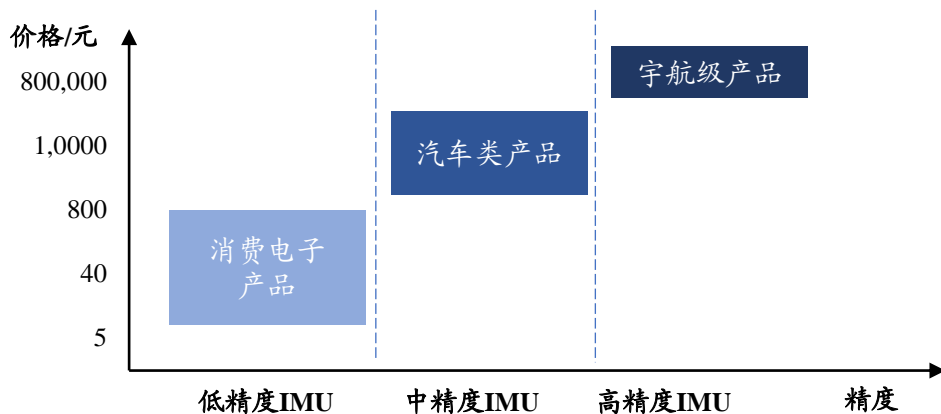 价格/元
800,000
宇航级产品
1,0000
汽车类产品
800
消费电子
产品
40
5
低精度IMU
中精度IMU
高精度IMU
精度